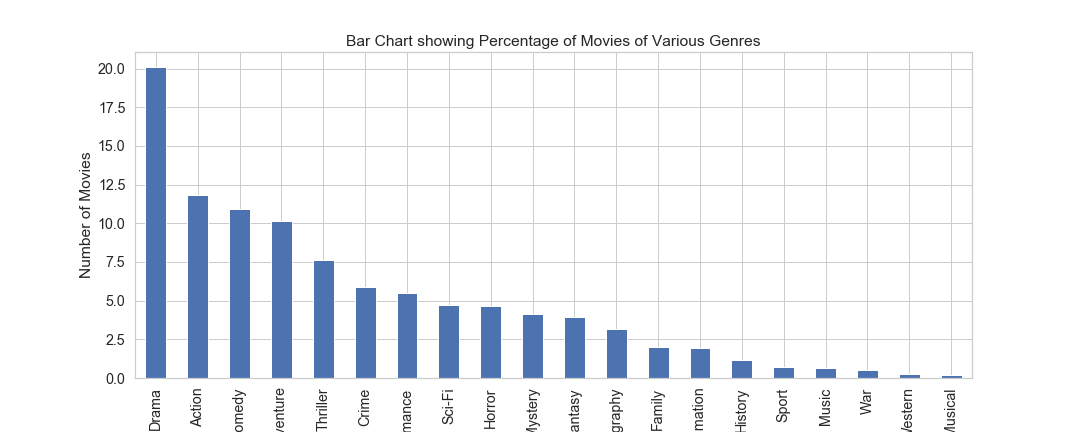 Bar Chart showing Percentage of Movies of Various Genres
Number of Movies
20.0
17.5
15.0
12.5
10.0
7.5
5.0
2.5
0.0
Drama
Action
omedy
venture
Thriller
Crime
mance
Sci-Fi
Horror
Mystery
antasy
graphy
Family
mation
History
Sport
Music
War
estern
Musical